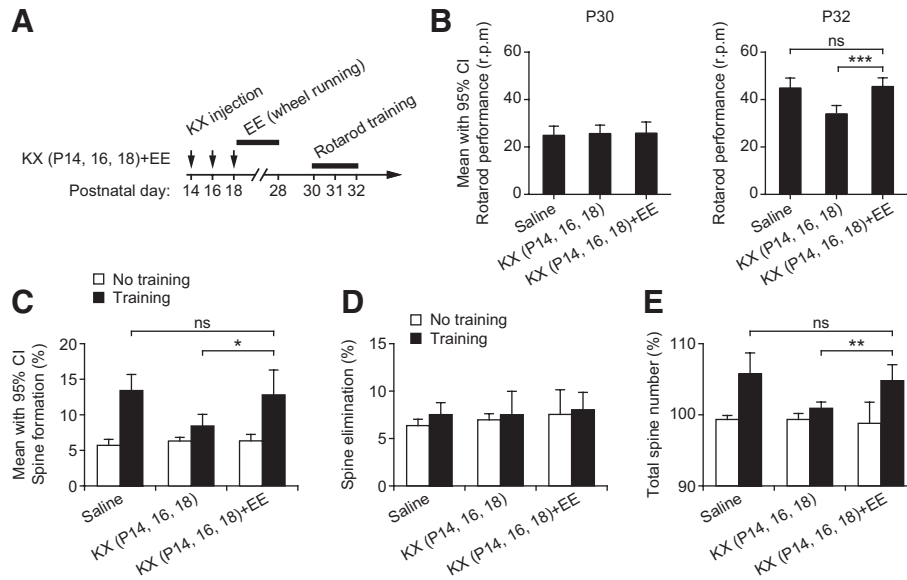 A
KX injection
EE (wheel running)
Rotarod training
KX (P14, 16, 18)+EE
Postnatal day:
14 16 18 28 30 31 32
B
P30
Mean with 95% CI
Rotarod performance (r.p.m)
60
40
20
0
Saline
KX (P14, 16, 18)
KX (P14, 16, 18)+EE
P32
Rotarod performance (r.p.m)
60
40
20
0
ns
***
Saline
KX (P14, 16, 18)
KX (P14, 16, 18)+EE
C
No training
Training
Mean with 95% CI
Spine formation (%)
20
15
10
5
0
ns
*
Saline
KX (P14, 16, 18)
KX (P14, 16, 18)+EE
D
No training
Training
Spine elimination (%)
15
10
5
0
Saline
KX (P14, 16, 18)
KX (P14, 16, 18)+EE
E
Total spine number (%)
110
100
90
ns
**
Saline
KX (P14, 16, 18)
KX (P14, 16, 18)+EE